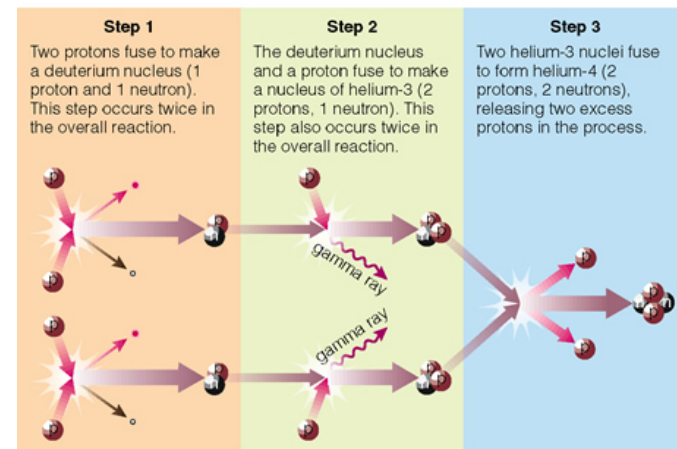 Step 1
Two protons fuse to make
a deuterium nucleus (1
proton and 1 neutron).
This step occurs twice in
the overall reaction.
Step 2
The deuterium nucleus
and a proton fuse to make
a nucleus of helium-3 (2
protons, 1 neutron). This
step also occurs twice in
the overall reaction.
Step 3
Two helium-3 nuclei fuse
to form helium-4 (2
protons, 2 neutrons),
releasing two excess
protons in the process.
p
p
p
n
p
p
n
p
gamma ray
p
p
p
n
p
p
n
p
gamma ray
p
p
p
n
n
p
p